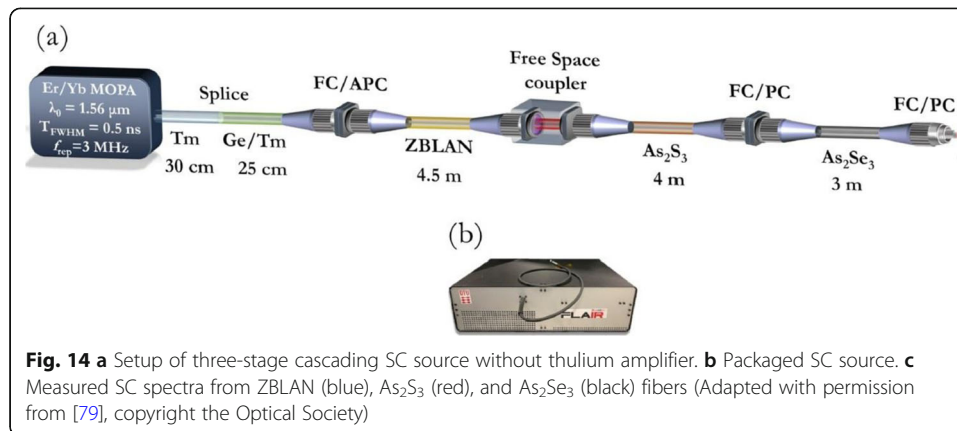 (a)
Er/Yb MOPA
λ₀ = 1.56 μm
T_FWHM = 0.5 ns
f_rep=3 MHz
Splice
Tm
Ge/Tm
30 cm
25 cm
FC/APC
ZBLAN
4.5 m
Free Space
coupler
As₂S₃
4 m
FC/PC
As₂Se₃
3 m
FC/PC
(b)
FLAIR
Fig. 14 a Setup of three-stage cascading SC source without thulium amplifier. b Packaged SC source. c
Measured SC spectra from ZBLAN (blue), As₂S₃ (red), and As₂Se₃ (black) fibers (Adapted with permission
from [79], copyright the Optical Society)